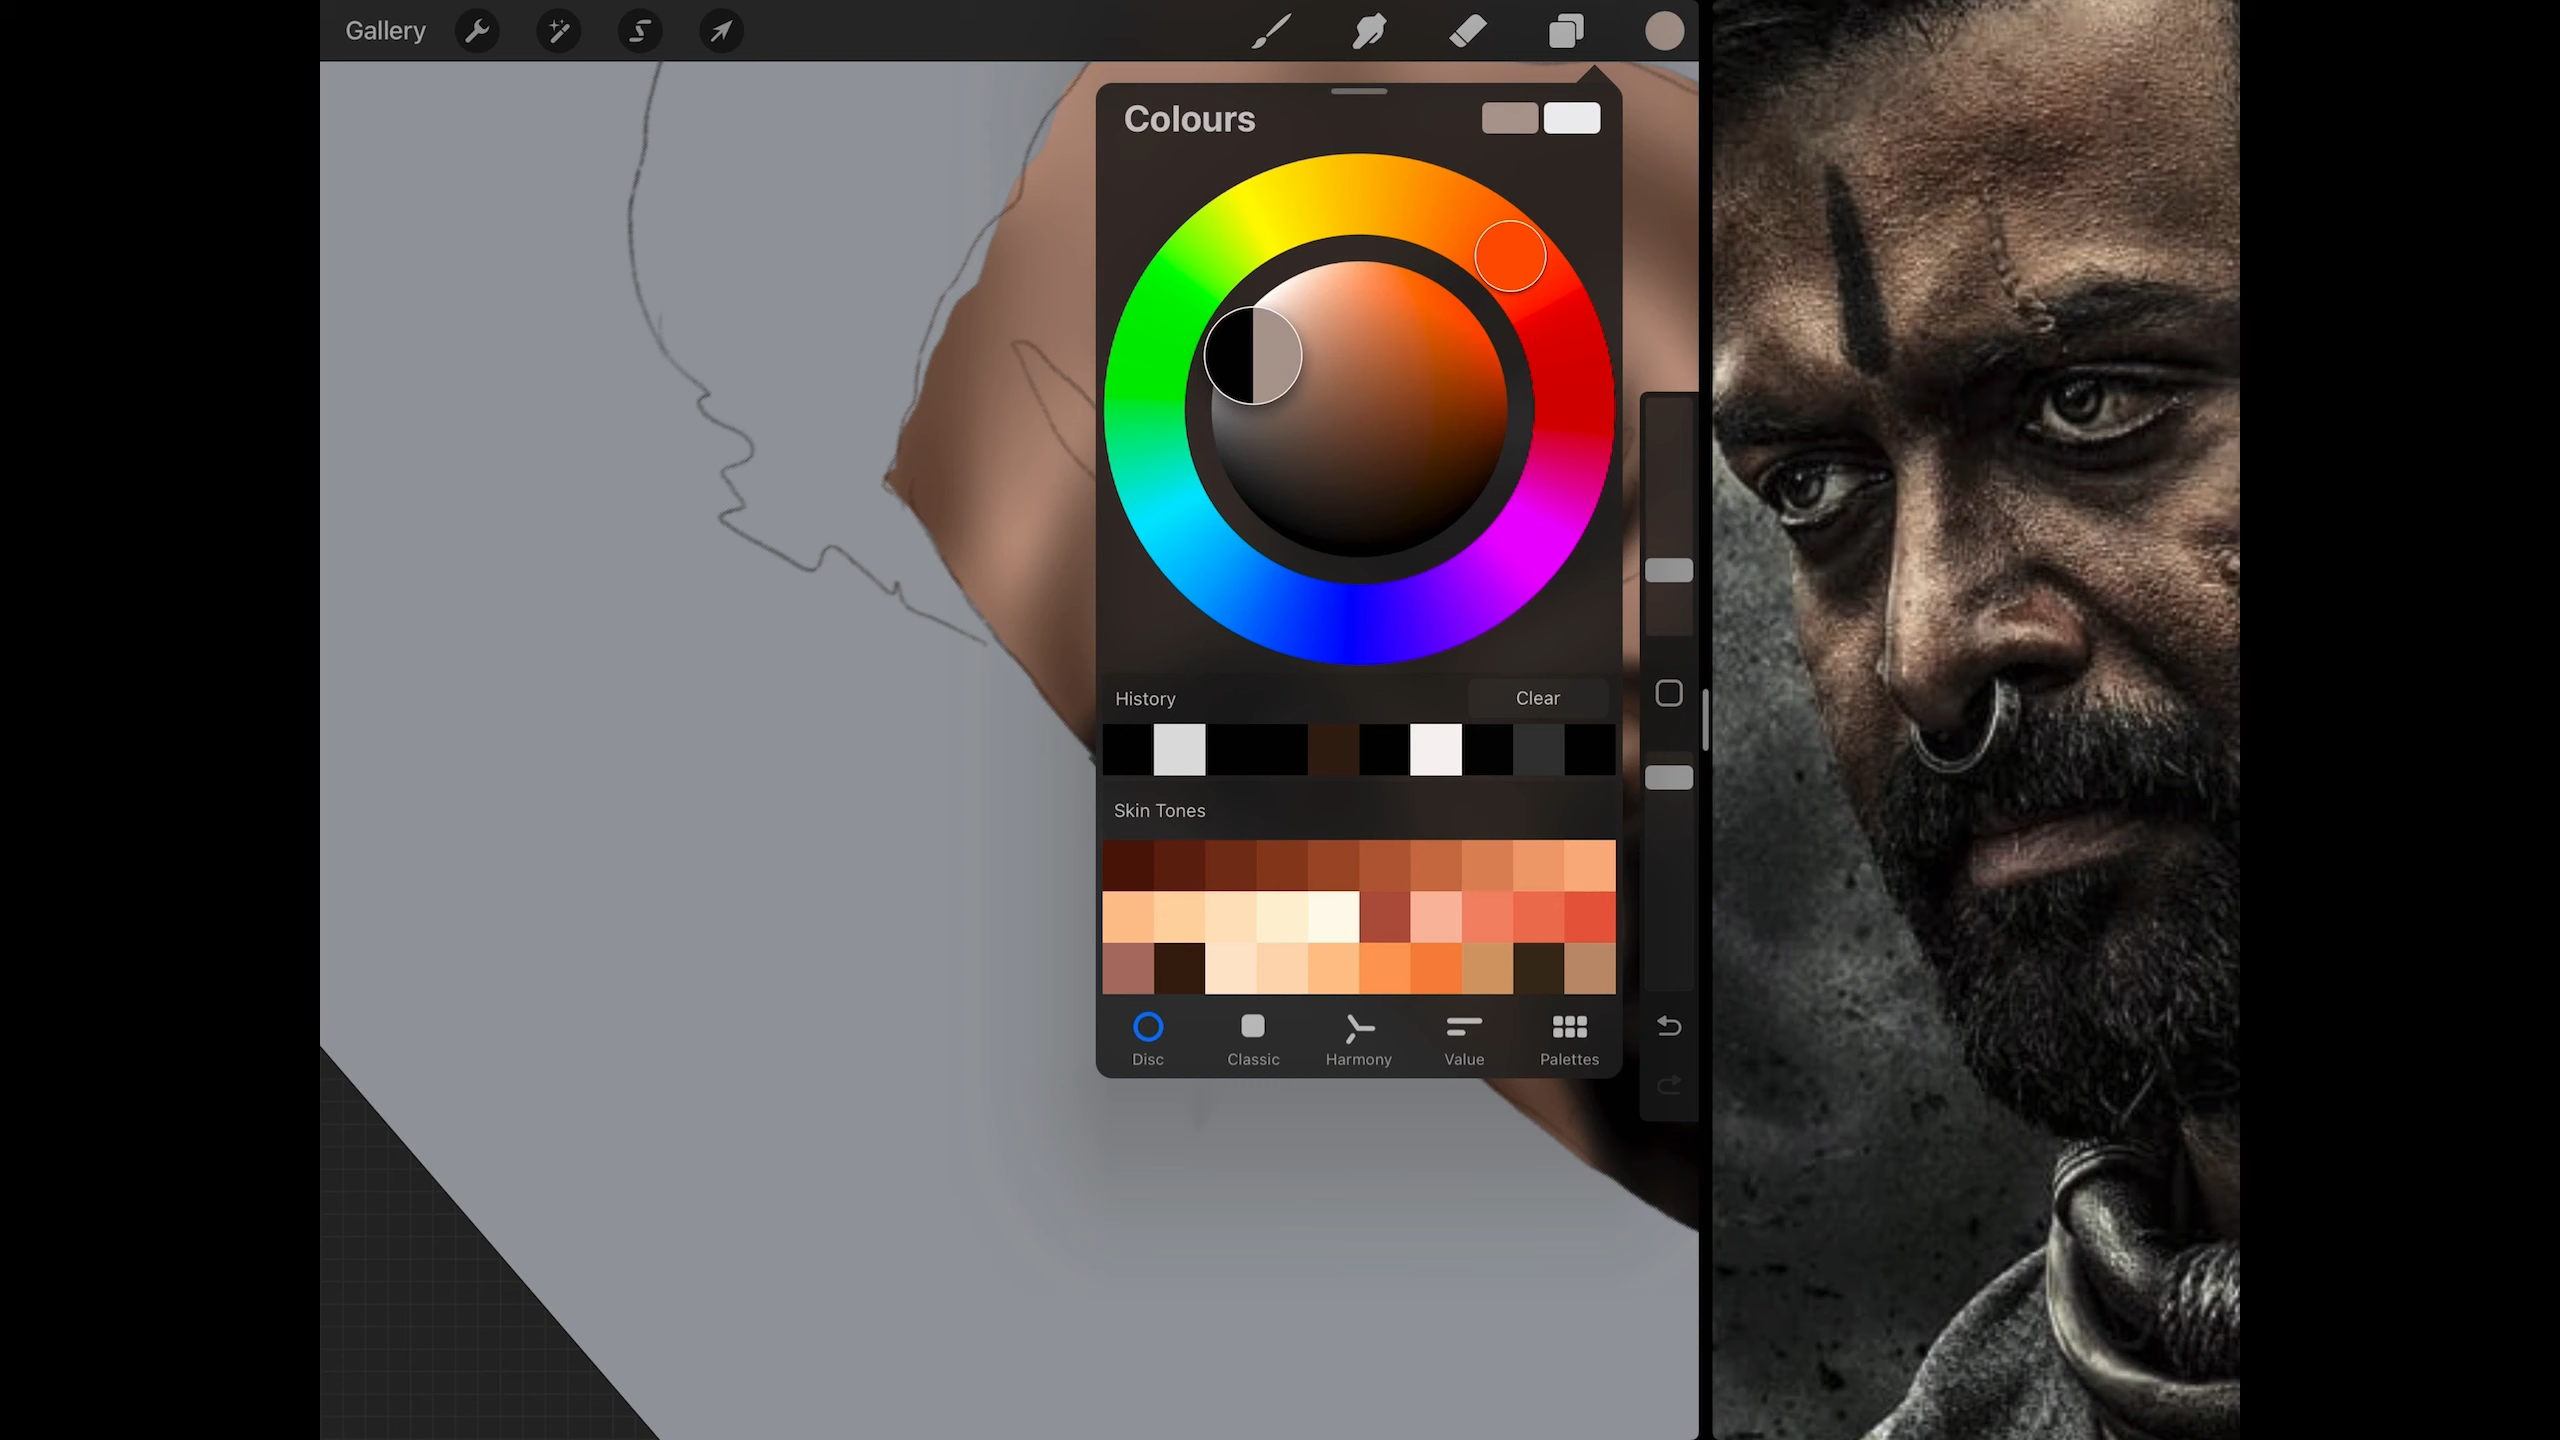 Gallery
Colours
History
Clear
Skin Tones
Disc
Classic
Harmony
Value
Palettes